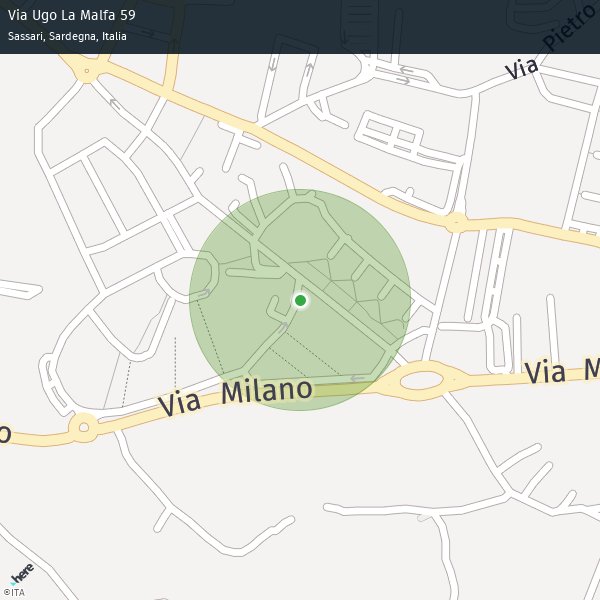 Via Ugo La Malfa 59
Sassari, Sardegna, Italia
Via Pietro
Via Milano
Via M
o
here
©ITA